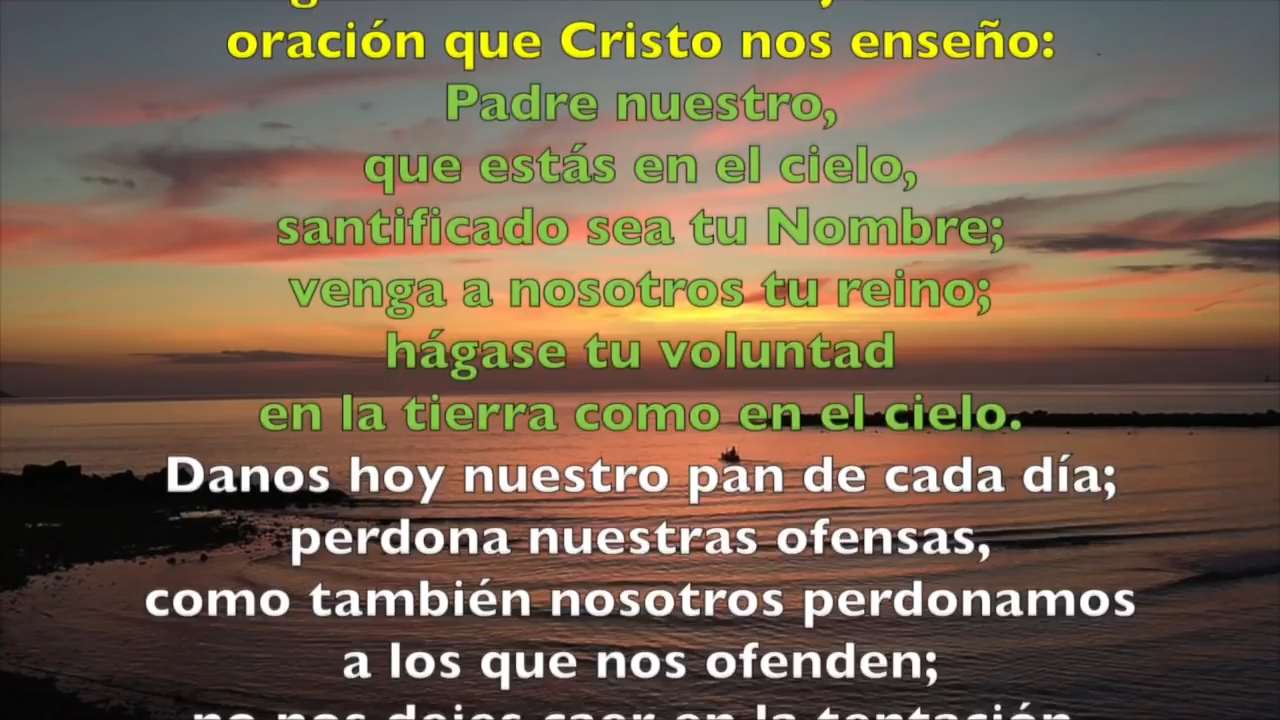 oración que Cristo nos enseño:
Padre nuestro,
que estás en el cielo,
santificado sea tu Nombre;
venga a nosotros tu reino;
hágase tu voluntad
en la tierra como en el cielo.
Danos hoy nuestro pan de cada día;
perdona nuestras ofensas,
como también nosotros perdonamos
a los que nos ofenden;
no nos dejes caer en la tentación